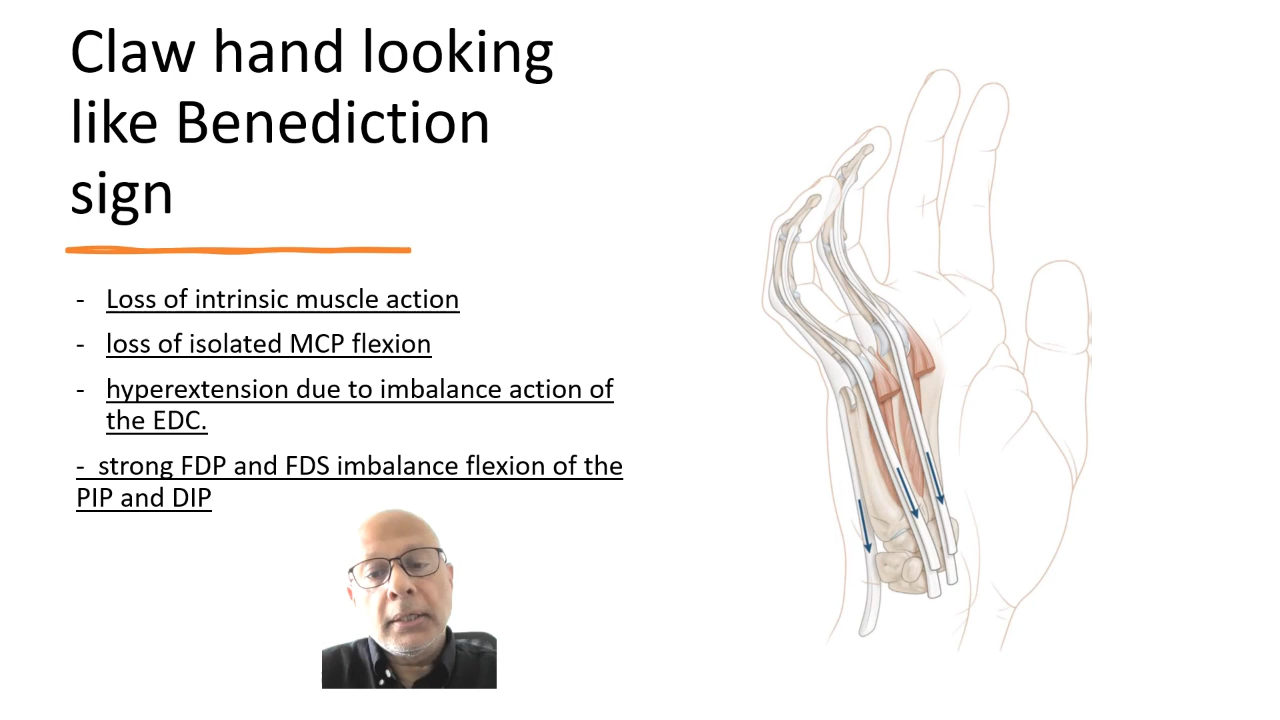 Claw hand looking
like Benediction
sign
- Loss of intrinsic muscle action
- loss of isolated MCP flexion
- hyperextension due to imbalance action of
the EDC.
- strong FDP and FDS imbalance flexion of the
PIP and DIP